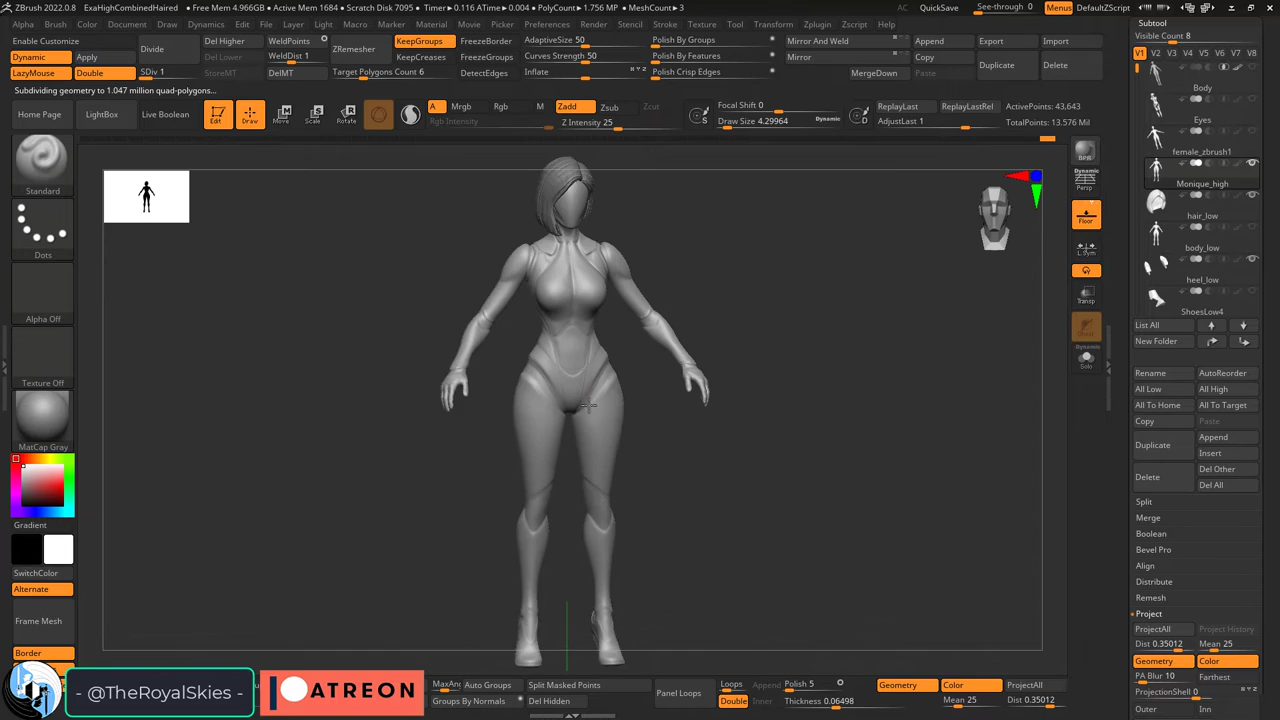 ZBrush 2022.0.8 ExaHighCombinedHaired • Free Mem 4.966GB • Active Mem 1684 • Scratch Disk 7095 • Timer▸0.116 ATime▸0.004 • PolyCount▸1.756 MP • MeshCount▸3 AC QuickSave See-through 0 Menus DefaultZScript
Alpha Brush Color Document Draw Dynamics Edit File Layer Light Macro Marker Material Movie Picker Preferences Render Stencil Stroke Texture Tool Transform Zplugin Zscript Help
Enable Customize
Dynamic Apply
LazyMouse Double
Divide
SDiv 1
Del Higher
Del Lower
StoreMT
WeldPoints
WeldDist 1
DelMT
ZRemesher
Target Polygons Count 6
KeepGroups
KeepCreases
FreezeBorder
FreezeGroups
DetectEdges
AdaptiveSize 50
Curves Strength 50
Inflate
Polish By Groups
Polish By Features
Polish Crisp Edges
Mirror And Weld
Mirror
MergeDown
Append
Copy
Paste
Export
Import
Projections
Delete
Subdividing geometry to 1.047 million quad-polygons...
Home Page LightBox Live Boolean
Edit Draw Move Scale Rotate
A Mrgb Rgb M
Rgb Intensity
Zadd Zsub Zcut
Z Intensity 25
S
Focal Shift 0
Draw Size 4.29964 Dynamic
D
ReplayLast ReplayLastRel
AdjustLast 1
ActivePoints: 43,643
TotalPoints: 13.576 Mil
Standard
Dots
Alpha Off
Texture Off
MatCap Gray
Gradient
SwitchColor
Alternate
Frame Mesh
Border
BPR
Persp
Floor
L.Sym
Transp
Dynamic
Solo
Subtool
Visible Count 8
V1 V2 V3 V4 V5 V6 V7 V8
Body
Eyes
female_zbrush1
Monique_high
hair_low
body_low
heel_low
ShoesLow4
List All
New Folder
Rename AutoReorder
All Low All High
All To Home All To Target
Copy Paste
Duplicate Append
Insert
Delete Del Other
Del All
Split
Merge
Boolean
Bevel Pro
Align
Distribute
Remesh
Project
ProjectAll Project History
Dist 0.35012 Mean 25
Geometry Color
PA Blur 10 Farthest
ProjectionShell 0
Outer Inn
- @TheRoyalSkies -
PATREON
Auto Groups
Groups By Normals
Split Masked Points
Del Hidden
Panel Loops
Loops Append
Double Inner
Polish 5
Thickness 0.06498
Geometry Color ProjectAll
Mean 25 Dist 0.35012